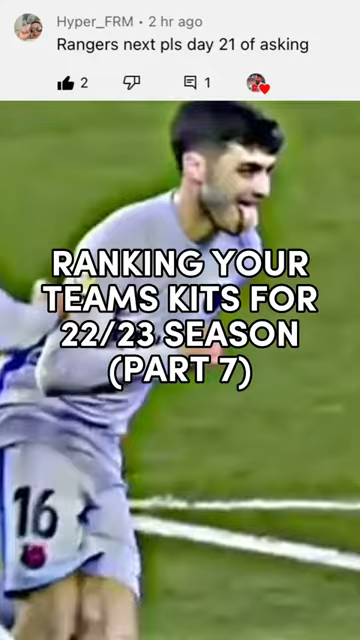 Hyper_FRM • 2 hr ago
Rangers next pls day 21 of asking
2
1
RANKING YOUR
TEAMS KITS FOR
22/23 SEASON
(PART 7)
16